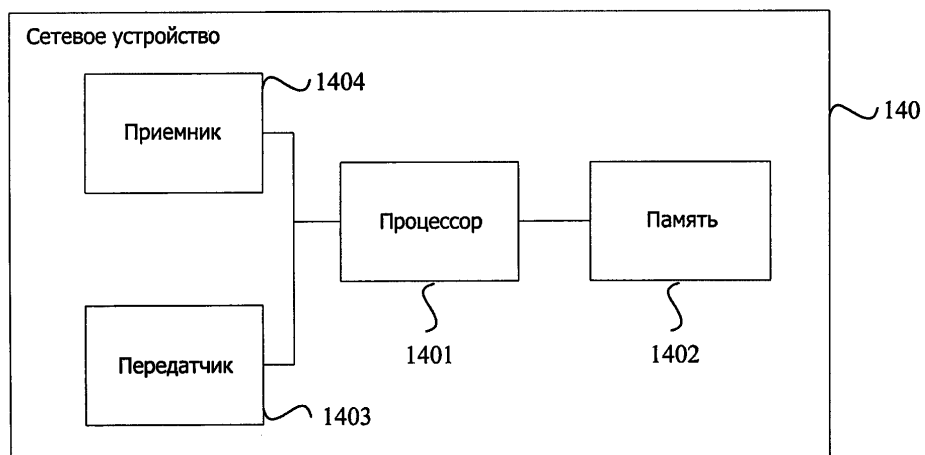 Сетевое устройство
1404
Приемник
140
Процессор
Память
1401
1402
Передатчик
1403